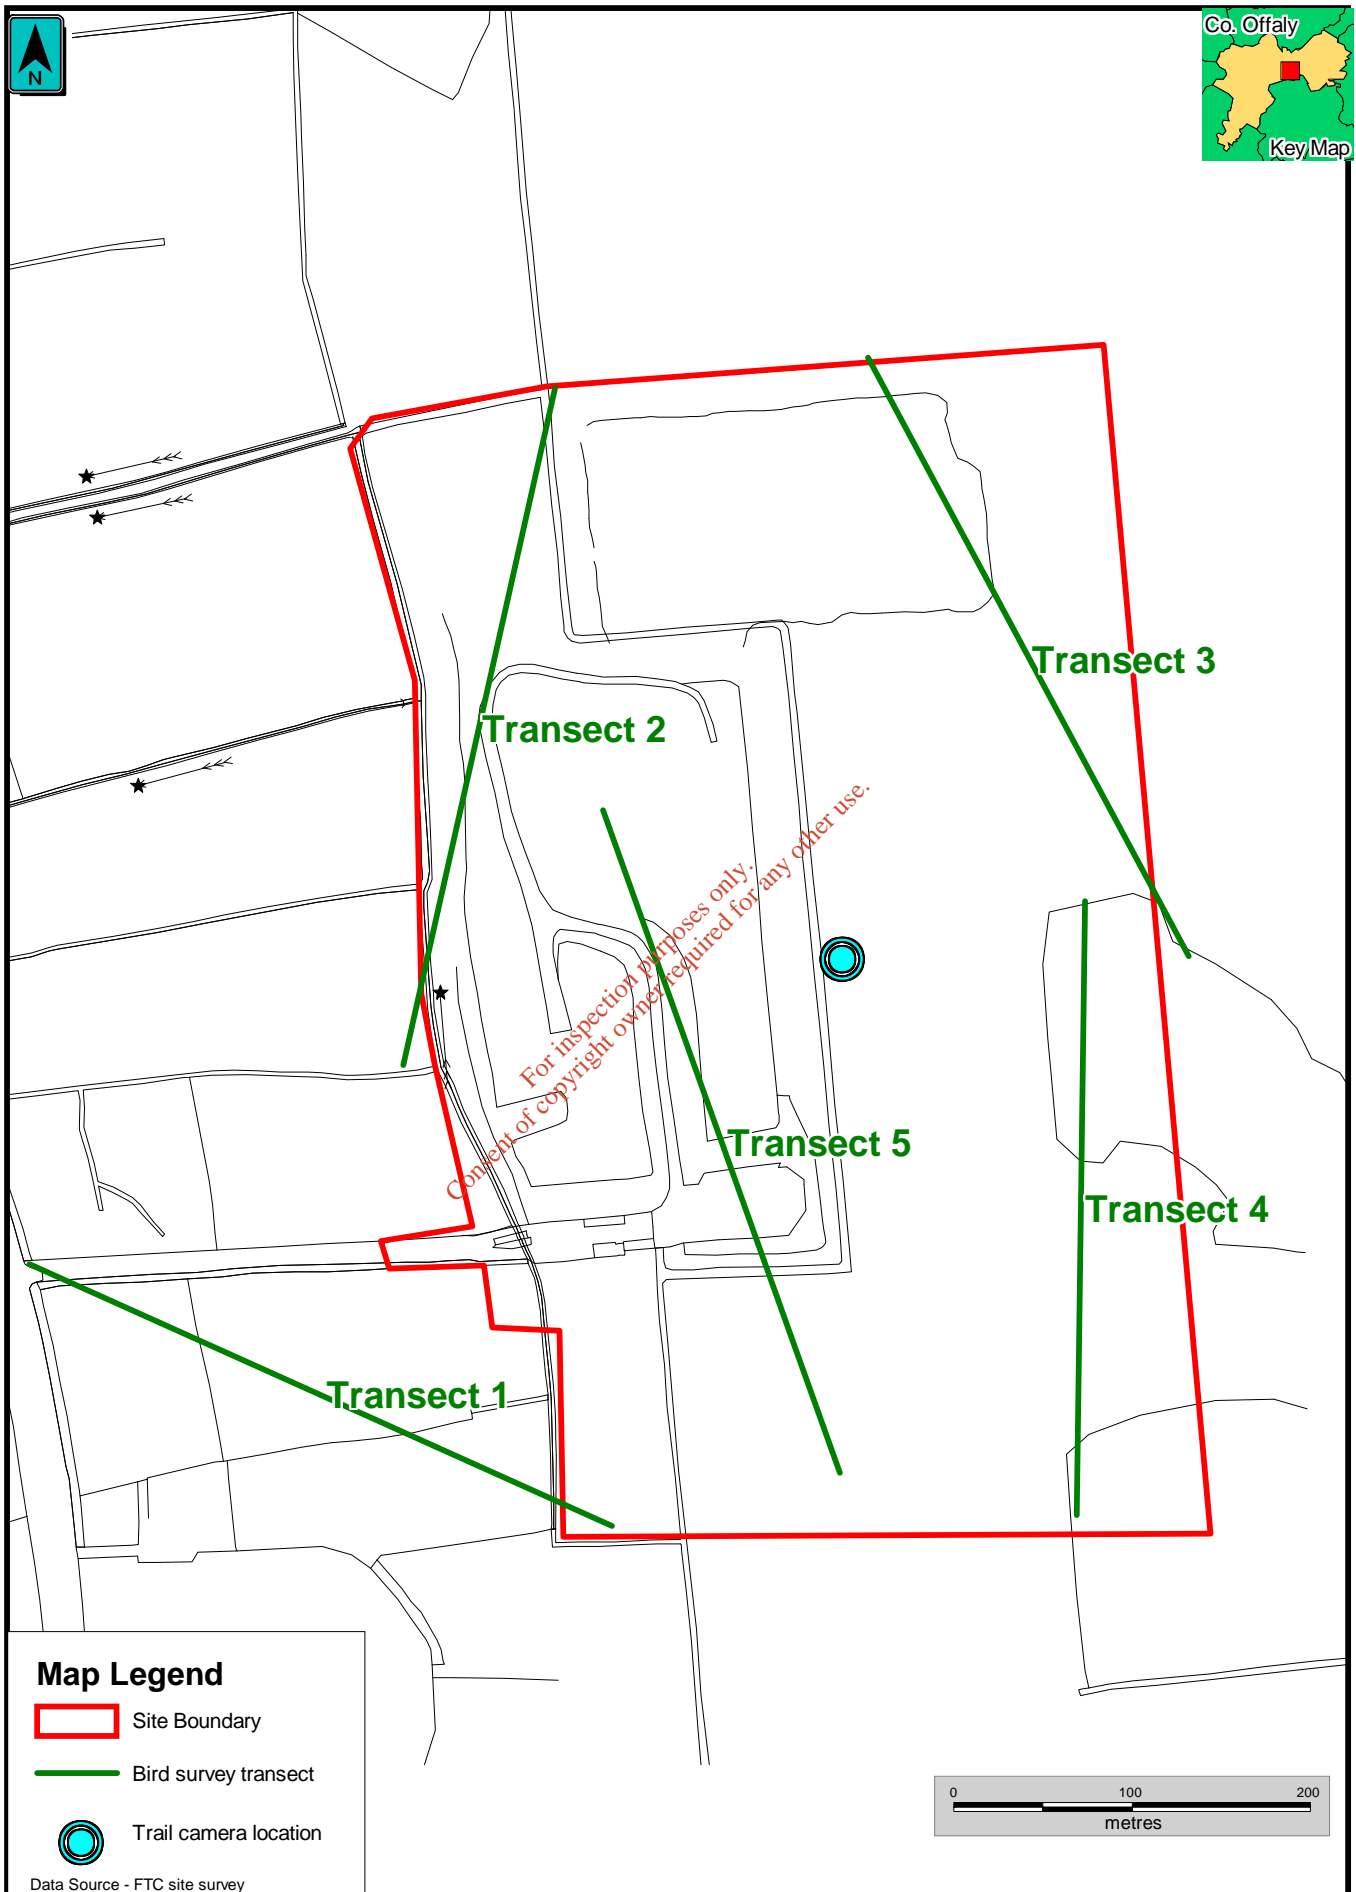 N
Co. Offaly
Key Map
Transect 3
Transect 2
For inspection purposes only.
Consent of copyright owner required for any other use.
Transect 5
Transect 4
Transect 1
Map Legend
Site Boundary
Bird survey transect
Trail camera location
Data Source - FTC site survey
0 100 200
metres